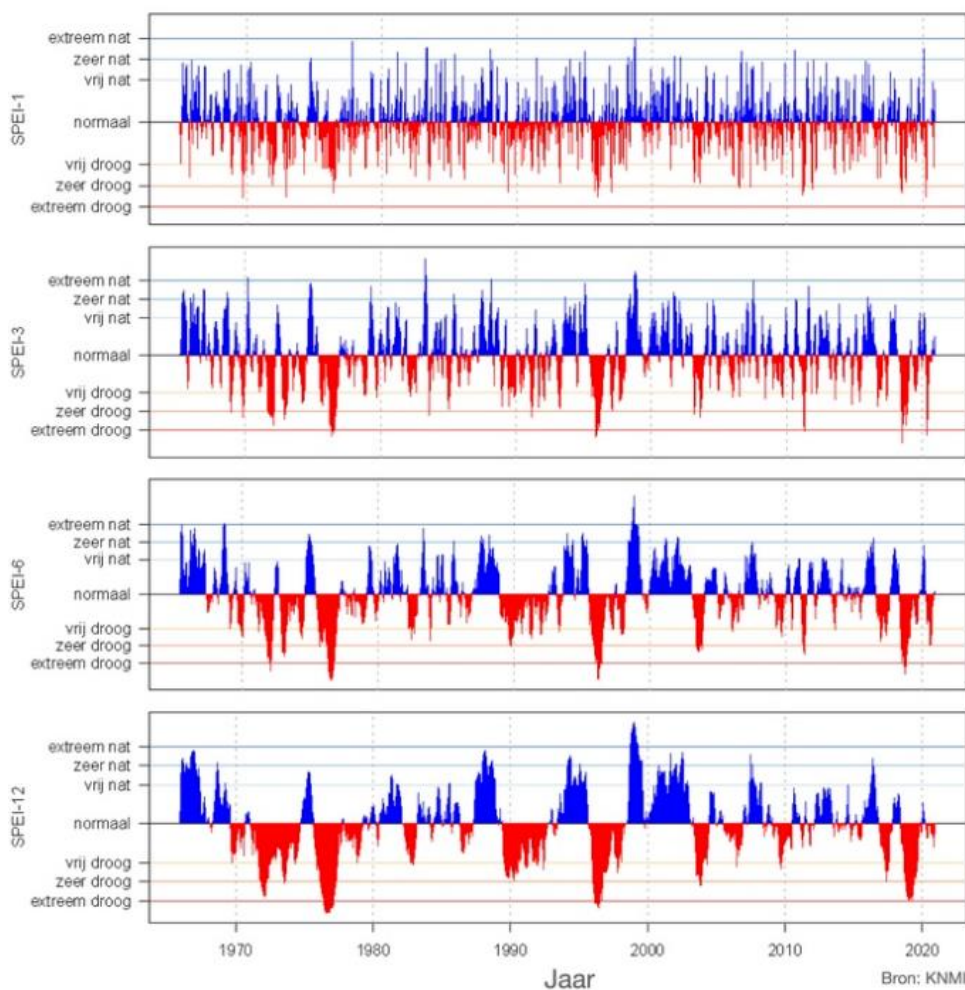 SPEI-1
extreem nat
zeer nat
vrij nat
normaal
vrij droog
zeer droog
extreem droog
SPEI-3
extreem nat
zeer nat
vrij nat
normaal
vrij droog
zeer droog
extreem droog
SPEI-6
extreem nat
zeer nat
vrij nat
normaal
vrij droog
zeer droog
extreem droog
SPEI-12
extreem nat
zeer nat
vrij nat
normaal
vrij droog
zeer droog
extreem droog
1970 1980 1990 2000 2010 2020
Jaar
Bron: KNMI